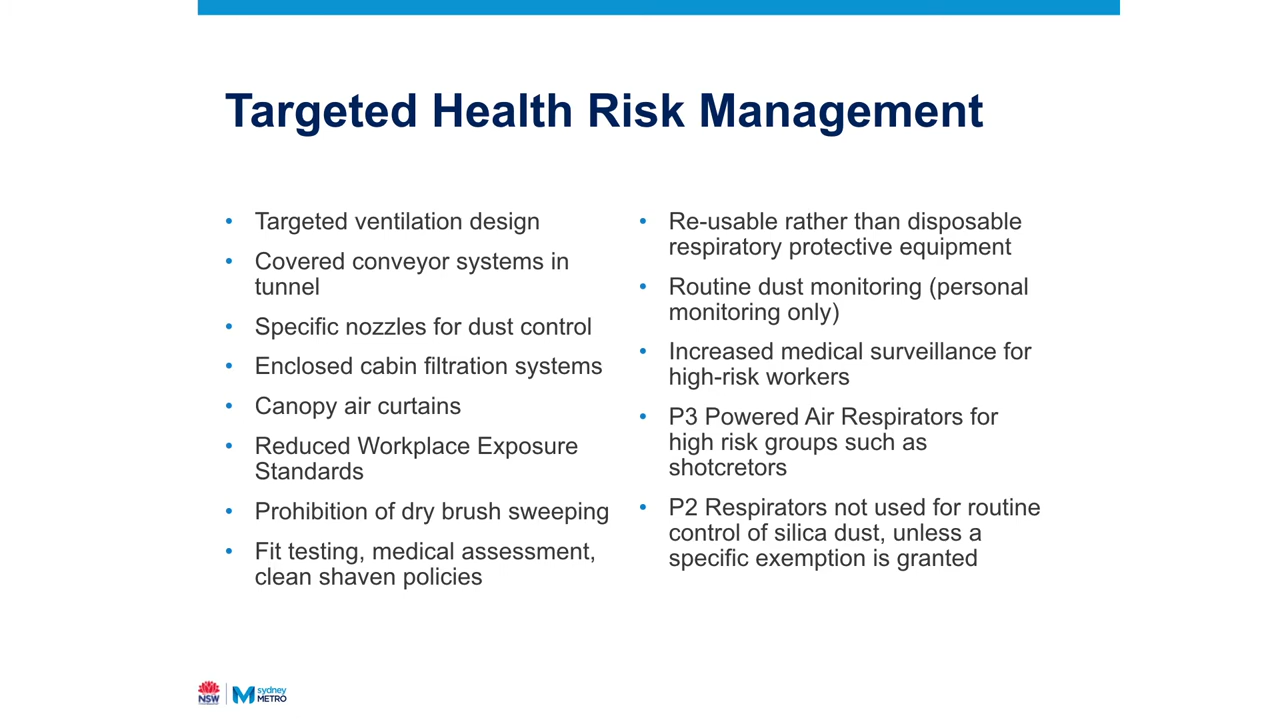 Targeted Health Risk Management
• Targeted ventilation design
• Covered conveyor systems in
tunnel
• Specific nozzles for dust control
• Enclosed cabin filtration systems
• Canopy air curtains
• Reduced Workplace Exposure
Standards
• Prohibition of dry brush sweeping
• Fit testing, medical assessment,
clean shaven policies
• Re-usable rather than disposable
respiratory protective equipment
• Routine dust monitoring (personal
monitoring only)
• Increased medical surveillance for
high-risk workers
• P3 Powered Air Respirators for
high risk groups such as
shotcretors
• P2 Respirators not used for routine
control of silica dust, unless a
specific exemption is granted
NSW
sydney
METRO